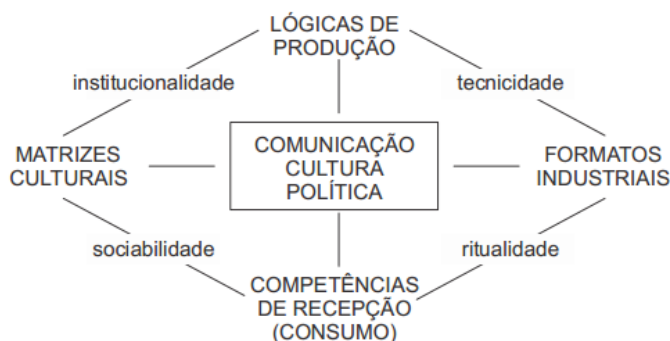 LÓGICAS DE
PRODUÇÃO
institucionalidade
tecnicidade
MATRIZES
CULTURAIS
COMUNICAÇÃO
CULTURA
POLÍTICA
FORMATOS
INDUSTRIAIS
sociabilidade
ritualidade
COMPETÊNCIAS
DE RECEPÇÃO
(CONSUMO)